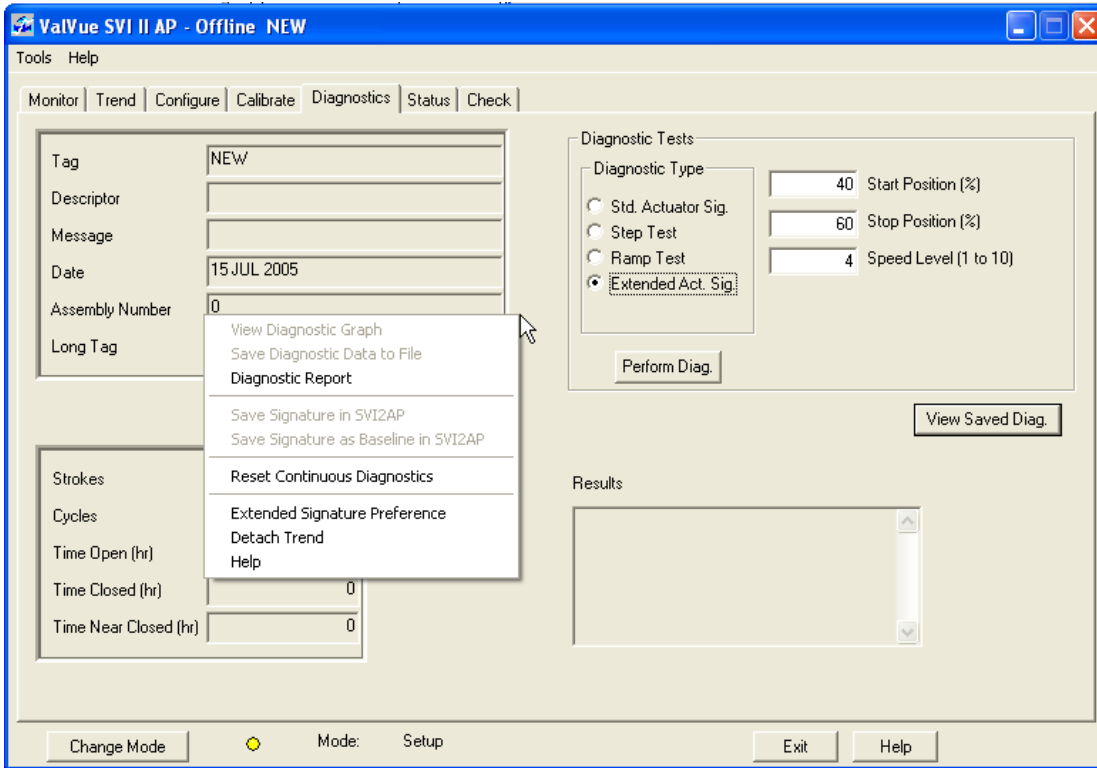 ValVue SVI II AP - Offline NEW
Tools Help
Monitor Trend Configure Calibrate Diagnostics Status Check
Tag NEW
Descriptor
Message
Date 15 JUL 2005
Assembly Number 0
Long Tag
View Diagnostic Graph
Save Diagnostic Data to File
Diagnostic Report
Save Signature in SVI2AP
Save Signature as Baseline in SVI2AP
Reset Continuous Diagnostics
Extended Signature Preference
Detach Trend
Help
Strokes
Cycles
Time Open (hr)
Time Closed (hr) 0
Time Near Closed (hr) 0
Diagnostic Tests
Diagnostic Type
Std. Actuator Sig.
Step Test
Ramp Test
Extended Act. Sig.
40 Start Position (%)
60 Stop Position (%)
4 Speed Level (1 to 10)
Perform Diag.
View Saved Diag.
Results
Change Mode Mode: Setup Exit Help